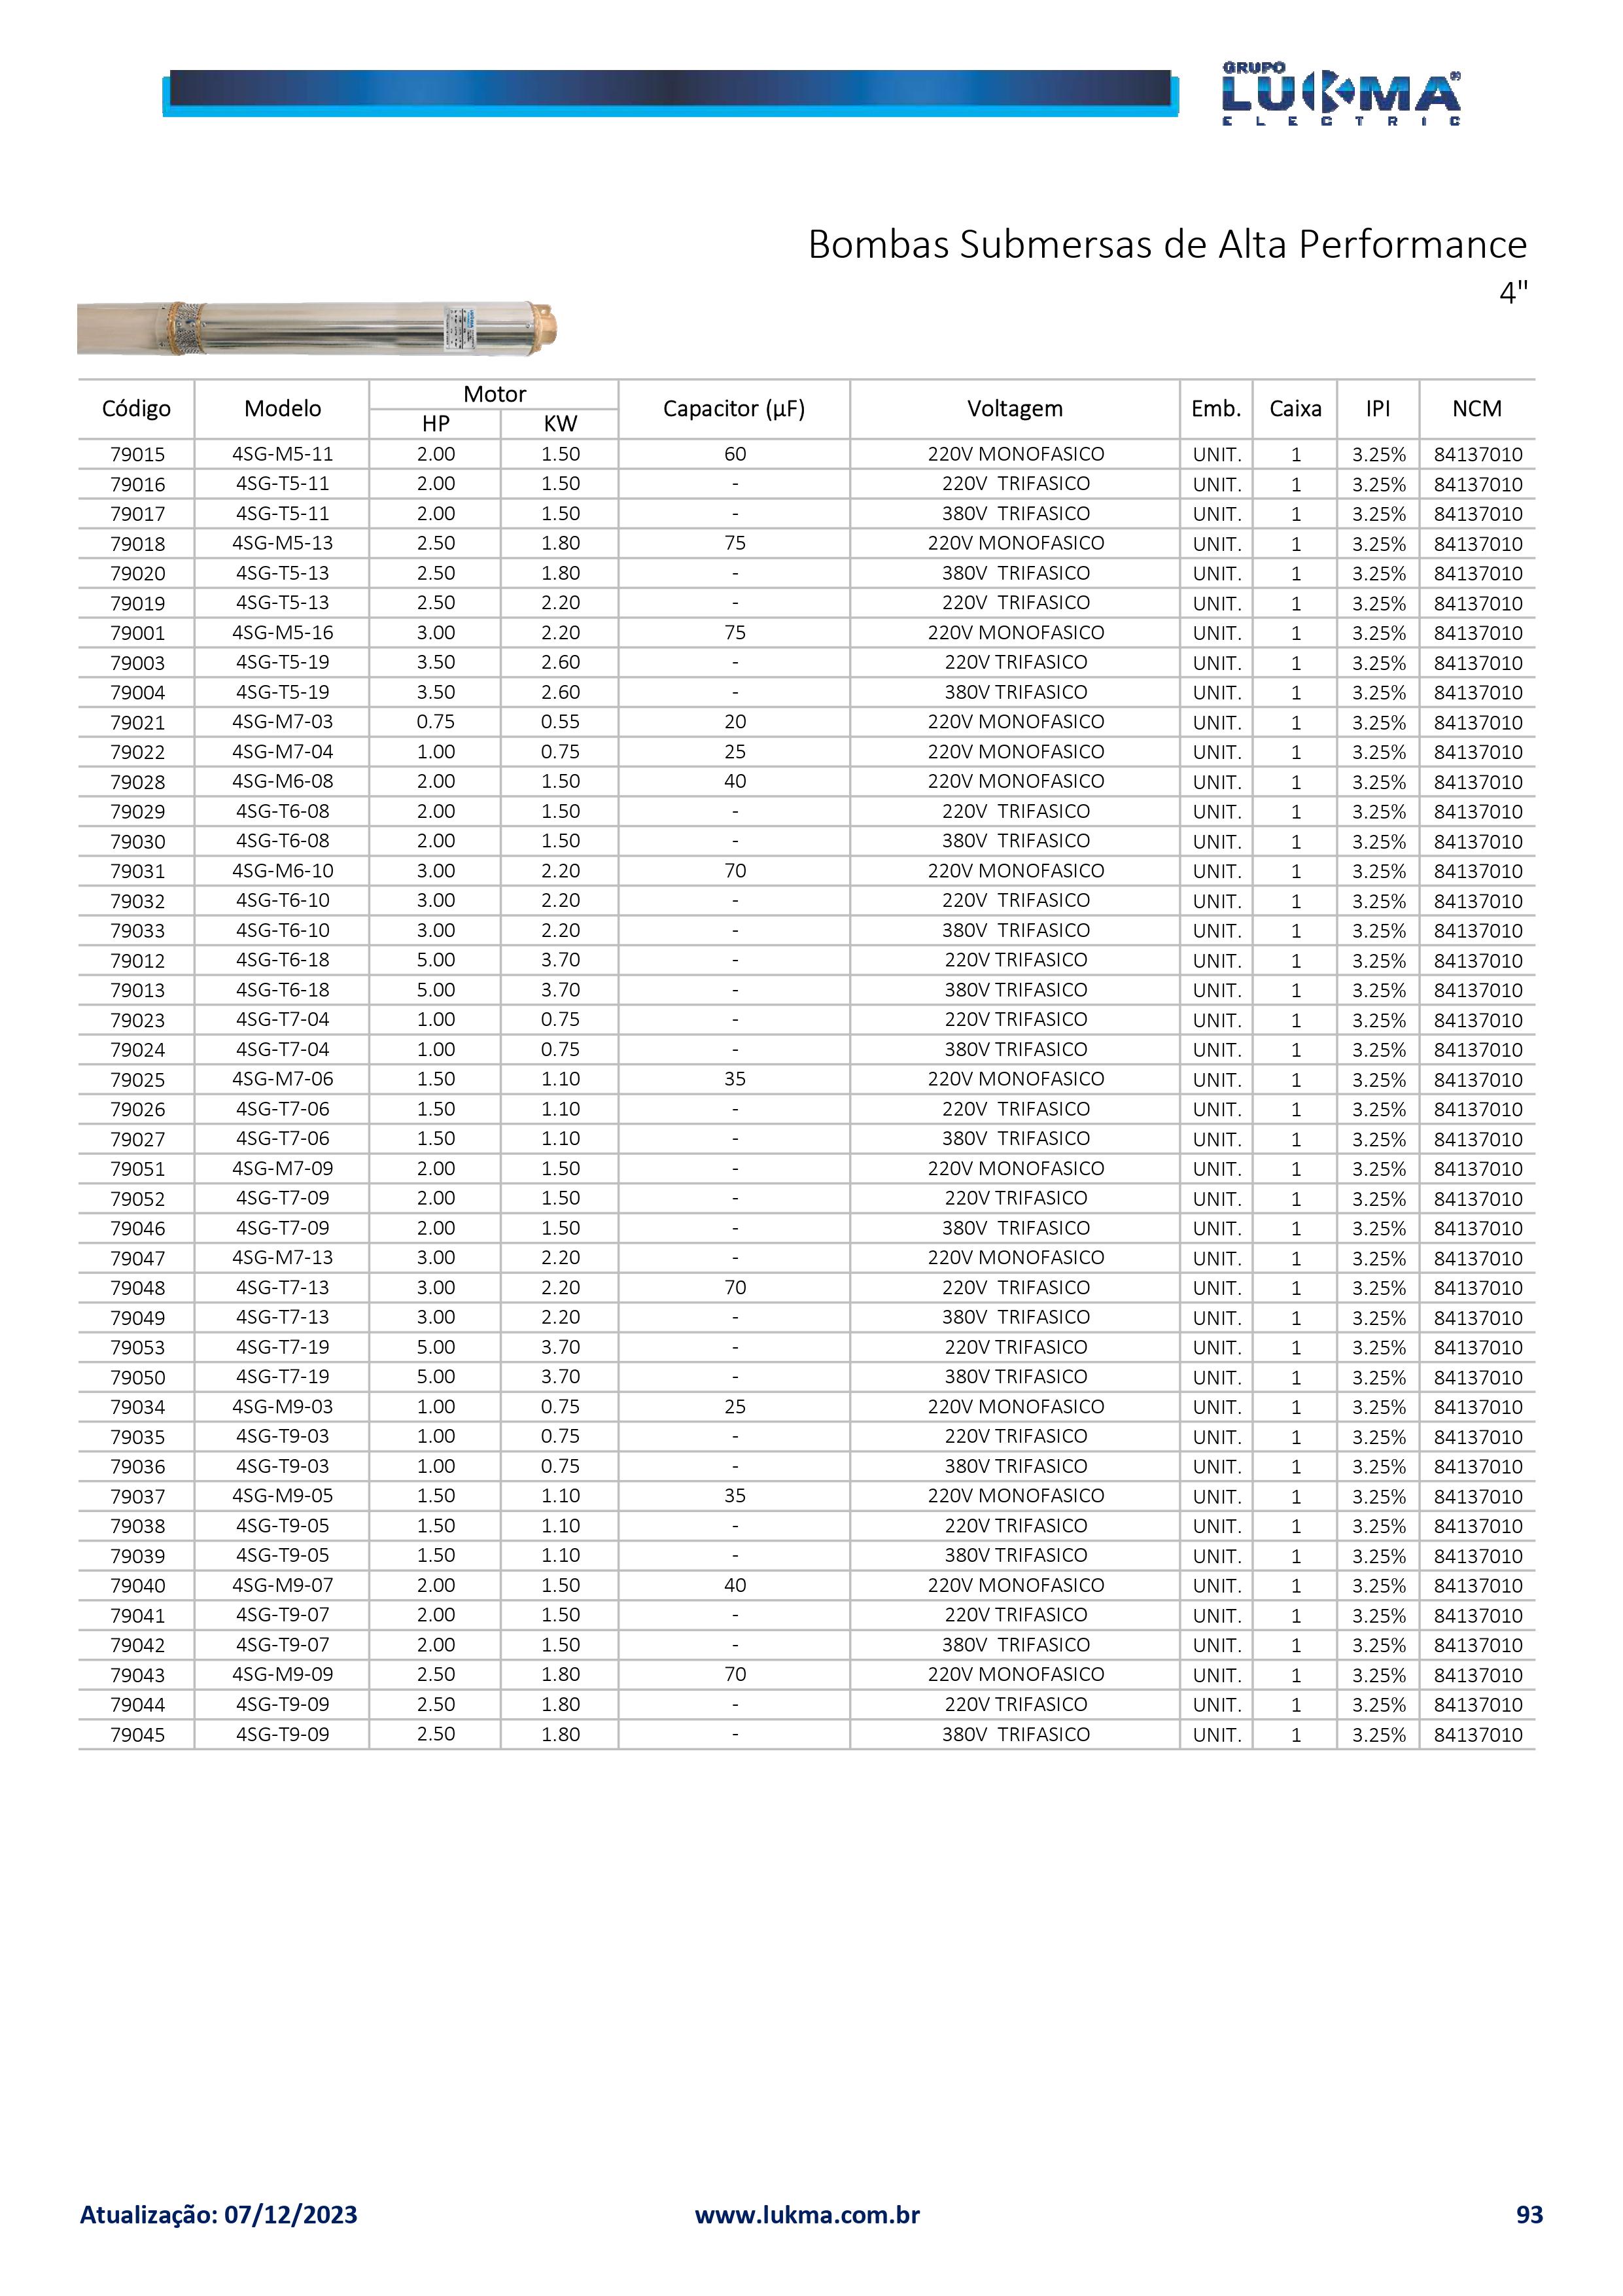 GRUPO
LUKMA®
ELECTRIC
Bombas Submersas de Alta Performance
4"
Código Modelo Motor Capacitor (µF) Voltagem Emb. Caixa IPI NCM
HP KW
79015 4SG-M5-11 2.00 1.50 60 220V MONOFASICO UNIT. 1 3.25% 84137010
79016 4SG-T5-11 2.00 1.50 - 220V TRIFASICO UNIT. 1 3.25% 84137010
79017 4SG-T5-11 2.00 1.50 - 380V TRIFASICO UNIT. 1 3.25% 84137010
79018 4SG-M5-13 2.50 1.80 75 220V MONOFASICO UNIT. 1 3.25% 84137010
79020 4SG-T5-13 2.50 1.80 - 380V TRIFASICO UNIT. 1 3.25% 84137010
79019 4SG-T5-13 2.50 2.20 - 220V TRIFASICO UNIT. 1 3.25% 84137010
79001 4SG-M5-16 3.00 2.20 75 220V MONOFASICO UNIT. 1 3.25% 84137010
79003 4SG-T5-19 3.50 2.60 - 220V TRIFASICO UNIT. 1 3.25% 84137010
79004 4SG-T5-19 3.50 2.60 - 380V TRIFASICO UNIT. 1 3.25% 84137010
79021 4SG-M7-03 0.75 0.55 20 220V MONOFASICO UNIT. 1 3.25% 84137010
79022 4SG-M7-04 1.00 0.75 25 220V MONOFASICO UNIT. 1 3.25% 84137010
79028 4SG-M6-08 2.00 1.50 40 220V MONOFASICO UNIT. 1 3.25% 84137010
79029 4SG-T6-08 2.00 1.50 - 220V TRIFASICO UNIT. 1 3.25% 84137010
79030 4SG-T6-08 2.00 1.50 - 380V TRIFASICO UNIT. 1 3.25% 84137010
79031 4SG-M6-10 3.00 2.20 70 220V MONOFASICO UNIT. 1 3.25% 84137010
79032 4SG-T6-10 3.00 2.20 - 220V TRIFASICO UNIT. 1 3.25% 84137010
79033 4SG-T6-10 3.00 2.20 - 380V TRIFASICO UNIT. 1 3.25% 84137010
79012 4SG-T6-18 5.00 3.70 - 220V TRIFASICO UNIT. 1 3.25% 84137010
79013 4SG-T6-18 5.00 3.70 - 380V TRIFASICO UNIT. 1 3.25% 84137010
79023 4SG-T7-04 1.00 0.75 - 220V TRIFASICO UNIT. 1 3.25% 84137010
79024 4SG-T7-04 1.00 0.75 - 380V TRIFASICO UNIT. 1 3.25% 84137010
79025 4SG-M7-06 1.50 1.10 35 220V MONOFASICO UNIT. 1 3.25% 84137010
79026 4SG-T7-06 1.50 1.10 - 220V TRIFASICO UNIT. 1 3.25% 84137010
79027 4SG-T7-06 1.50 1.10 - 380V TRIFASICO UNIT. 1 3.25% 84137010
79051 4SG-M7-09 2.00 1.50 - 220V MONOFASICO UNIT. 1 3.25% 84137010
79052 4SG-T7-09 2.00 1.50 - 220V TRIFASICO UNIT. 1 3.25% 84137010
79046 4SG-T7-09 2.00 1.50 - 380V TRIFASICO UNIT. 1 3.25% 84137010
79047 4SG-M7-13 3.00 2.20 - 220V MONOFASICO UNIT. 1 3.25% 84137010
79048 4SG-T7-13 3.00 2.20 70 220V TRIFASICO UNIT. 1 3.25% 84137010
79049 4SG-T7-13 3.00 2.20 - 380V TRIFASICO UNIT. 1 3.25% 84137010
79053 4SG-T7-19 5.00 3.70 - 220V TRIFASICO UNIT. 1 3.25% 84137010
79050 4SG-T7-19 5.00 3.70 - 380V TRIFASICO UNIT. 1 3.25% 84137010
79034 4SG-M9-03 1.00 0.75 25 220V MONOFASICO UNIT. 1 3.25% 84137010
79035 4SG-T9-03 1.00 0.75 - 220V TRIFASICO UNIT. 1 3.25% 84137010
79036 4SG-T9-03 1.00 0.75 - 380V TRIFASICO UNIT. 1 3.25% 84137010
79037 4SG-M9-05 1.50 1.10 35 220V MONOFASICO UNIT. 1 3.25% 84137010
79038 4SG-T9-05 1.50 1.10 - 220V TRIFASICO UNIT. 1 3.25% 84137010
79039 4SG-T9-05 1.50 1.10 - 380V TRIFASICO UNIT. 1 3.25% 84137010
79040 4SG-M9-07 2.00 1.50 40 220V MONOFASICO UNIT. 1 3.25% 84137010
79041 4SG-T9-07 2.00 1.50 - 220V TRIFASICO UNIT. 1 3.25% 84137010
79042 4SG-T9-07 2.00 1.50 - 380V TRIFASICO UNIT. 1 3.25% 84137010
79043 4SG-M9-09 2.50 1.80 70 220V MONOFASICO UNIT. 1 3.25% 84137010
79044 4SG-T9-09 2.50 1.80 - 220V TRIFASICO UNIT. 1 3.25% 84137010
79045 4SG-T9-09 2.50 1.80 - 380V TRIFASICO UNIT. 1 3.25% 84137010
Atualização: 07/12/2023 www.lukma.com.br 93